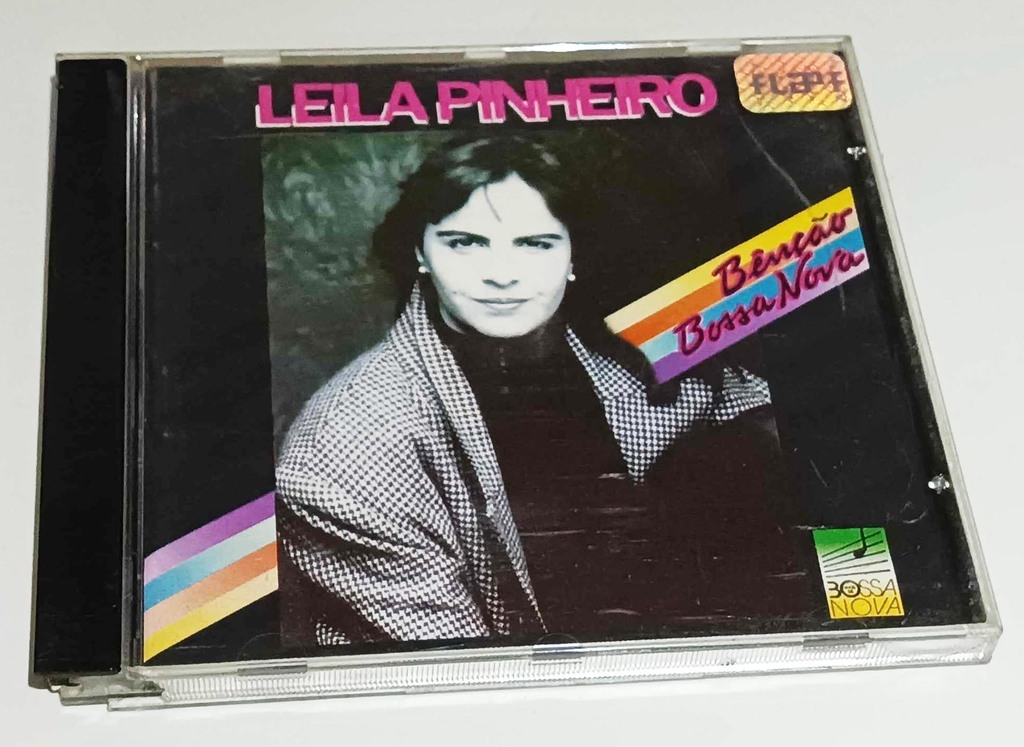 LEILA PINHEIRO
Bênção
Bossa Nova
BOSSA
NOVA